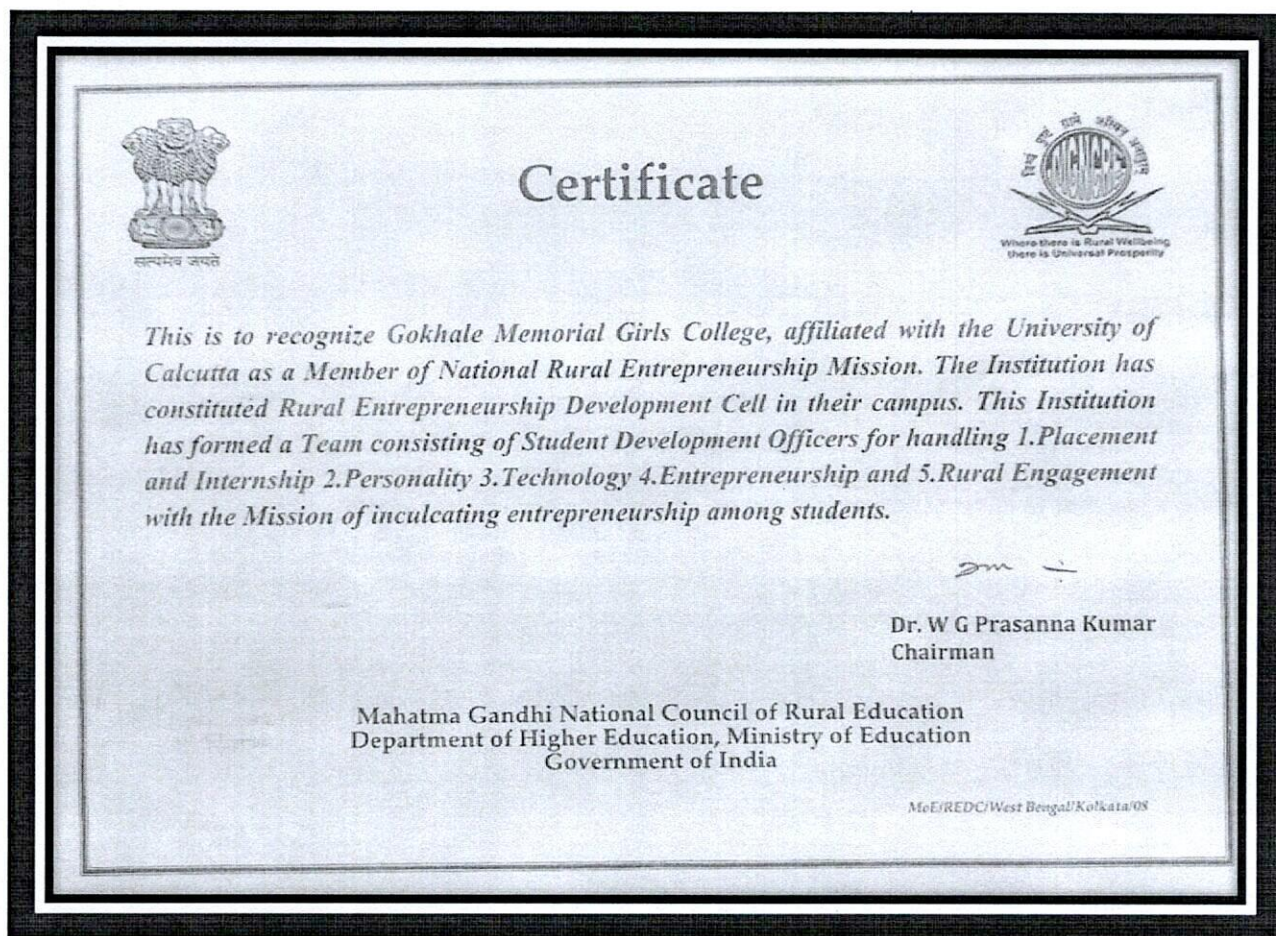 Certificate
सत्यमेव जयते
MGNCRE
Where there is Rural Wellbeing
there is Universal Prosperity
This is to recognize Gokhale Memorial Girls College, affiliated with the University of
Calcutta as a Member of National Rural Entrepreneurship Mission. The Institution has
constituted Rural Entrepreneurship Development Cell in their campus. This Institution
has formed a Team consisting of Student Development Officers for handling 1.Placement
and Internship 2.Personality 3.Technology 4.Entrepreneurship and 5.Rural Engagement
with the Mission of inculcating entrepreneurship among students.
Dr. W G Prasanna Kumar
Chairman
Mahatma Gandhi National Council of Rural Education
Department of Higher Education, Ministry of Education
Government of India
MoE/REDC/West Bengal/Kolkata/08